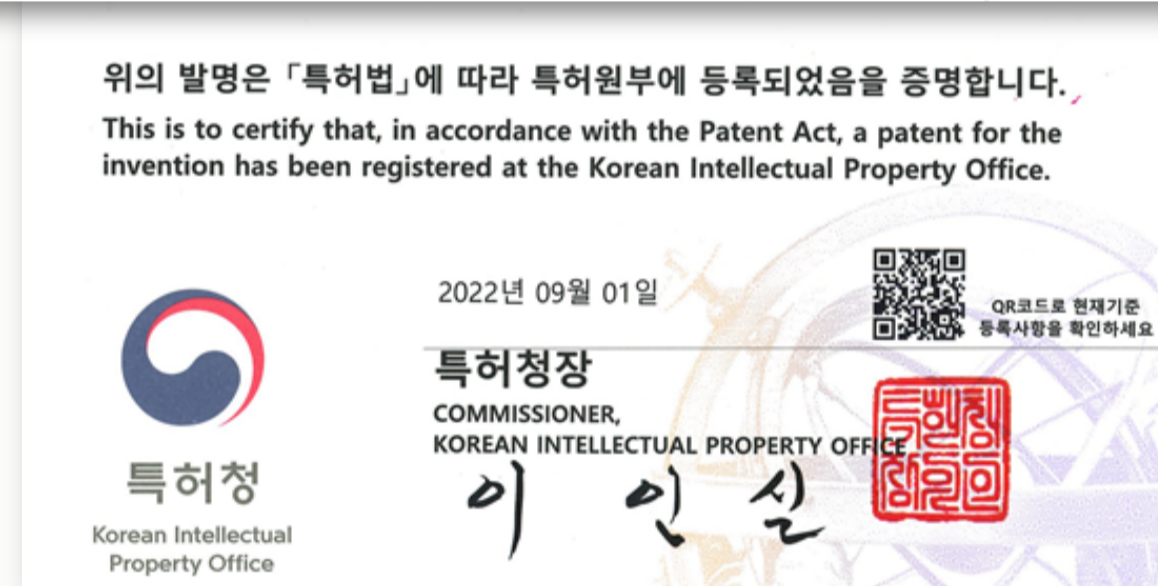 위의 발명은 「특허법」에 따라 특허원부에 등록되었음을 증명합니다.
This is to certify that, in accordance with the Patent Act, a patent for the
invention has been registered at the Korean Intellectual Property Office.
2022년 09월 01일
QR코드로 현재기준
등록사항을 확인하세요
특허청장
COMMISSIONER,
KOREAN INTELLECTUAL PROPERTY OFFICE
이 인 실
특허청
Korean Intellectual
Property Office